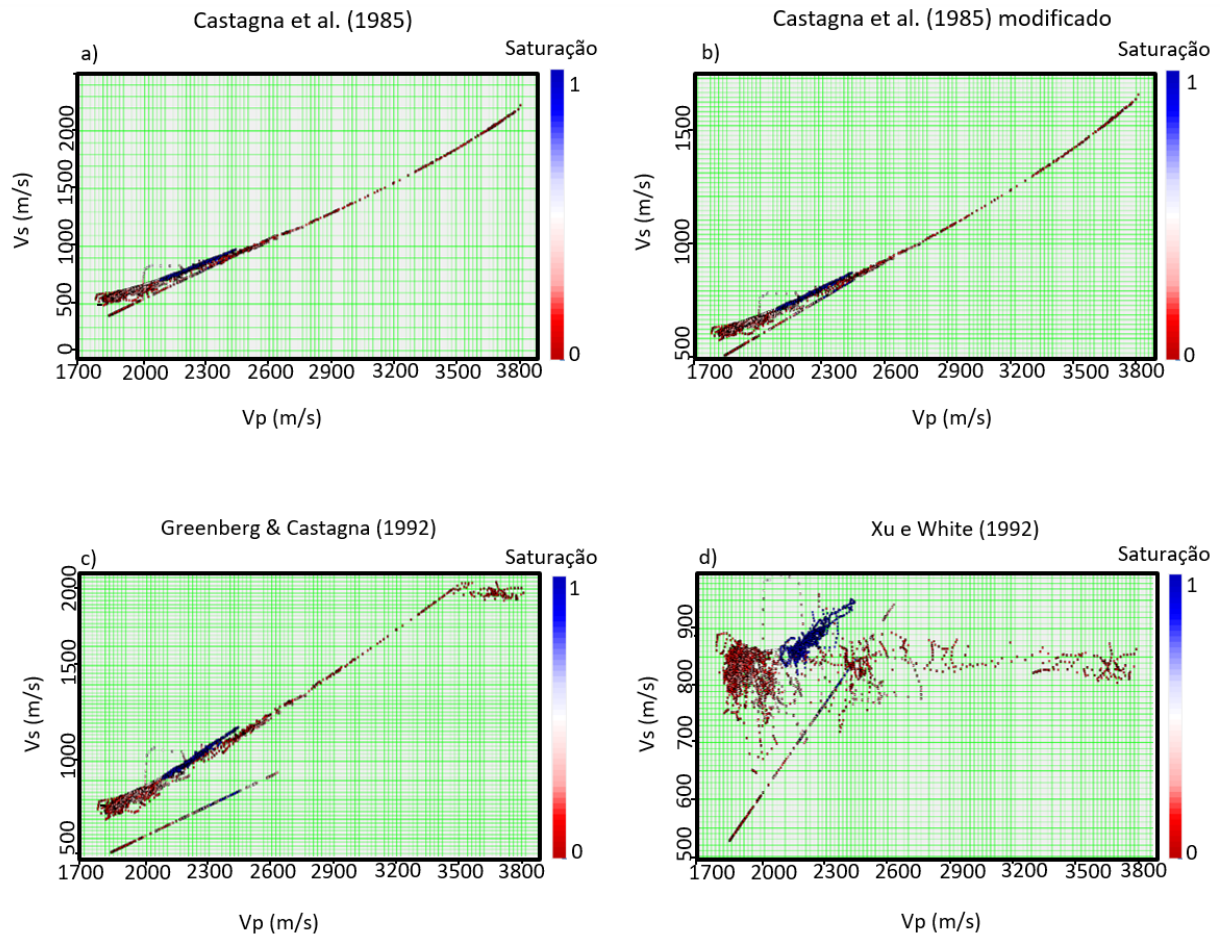 Castagna et al. (1985)
a)
Saturação
1
0
2000
1500
1000
500
0
Vs (m/s)
1700 2000 2300 2600 2900 3200 3500 3800
Vp (m/s)
Castagna et al. (1985) modificado
b)
Saturação
1
0
1500
1000
500
Vs (m/s)
1700 2000 2300 2600 2900 3200 3500 3800
Vp (m/s)
Greenberg & Castagna (1992)
c)
Saturação
1
0
2000
1500
1000
500
Vs (m/s)
1700 2000 2300 2600 2900 3200 3500 3800
Vp (m/s)
Xu e White (1992)
d)
Saturação
1
0
900
800
700
600
500
Vs (m/s)
1700 2000 2300 2600 2900 3200 3500 3800
Vp (m/s)